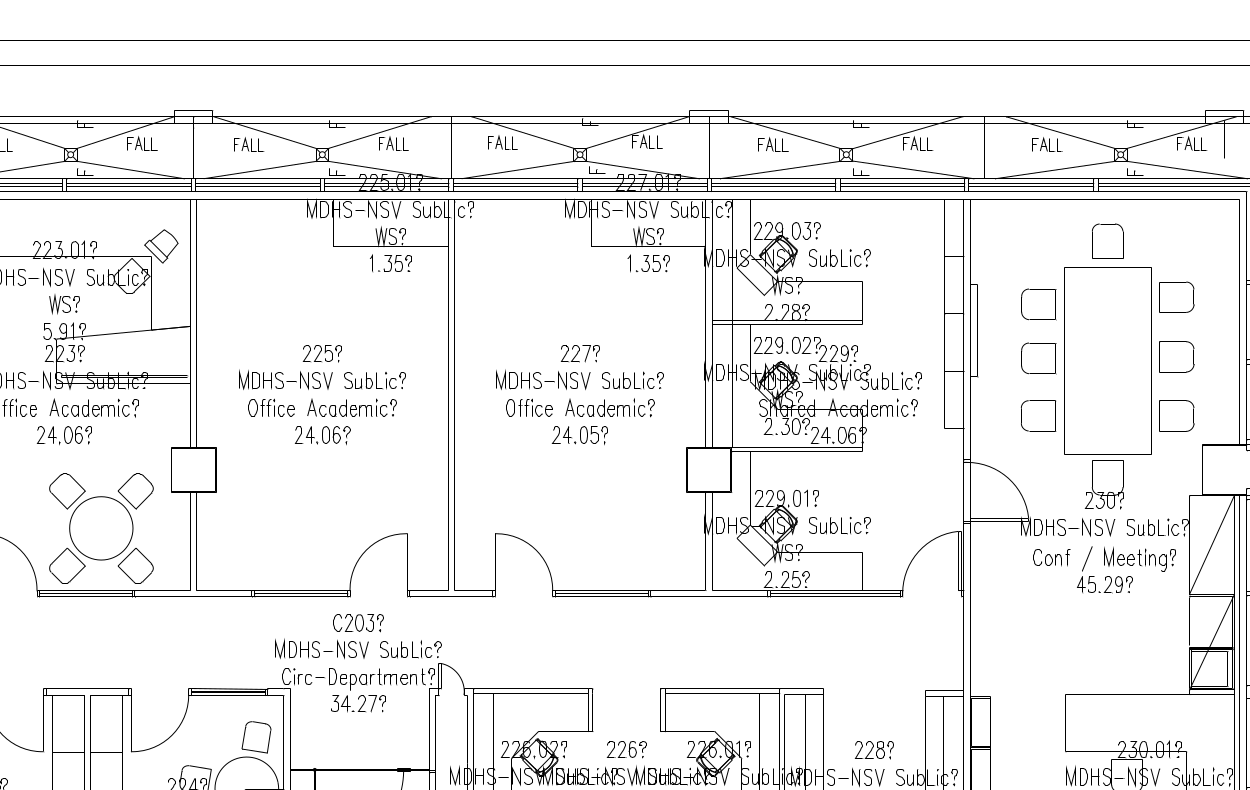 LL
FALL
FALL
FALL
FALL
FALL
FALL
FALL
FALL
FALL
225.01?
MDHS-NSV SubLic?
WS?
1.35?
227.01?
MDHS-NSV SubLic?
WS?
1.35?
223.01?
DHS-NSV SubLic?
WS?
5.91?
229.03?
MDHS-NSV SubLic?
WS?
2.28?
223?
DHS-NSV SubLic?
ffice Academic?
24.06?
225?
MDHS-NSV SubLic?
Office Academic?
24.06?
227?
MDHS-NSV SubLic?
Office Academic?
24.05?
229.02?
MDHS-NSV SubLic?
WS?
2.30?
229?
MDHS-NSV SubLic?
Shared Academic?
24.06?
229.01?
MDHS-NSV SubLic?
WS?
2.25?
230?
MDHS-NSV SubLic?
Conf / Meeting?
45.29?
C203?
MDHS-NSV SubLic?
Circ-Department?
34.27?
226.02?
MDHS-NSV SubLic?
226?
MDHS-NSV SubLic?
226.01?
MDHS-NSV SubLic?
228?
MDHS-NSV SubLic?
230.01?
MDHS-NSV SubLic?
?
224?